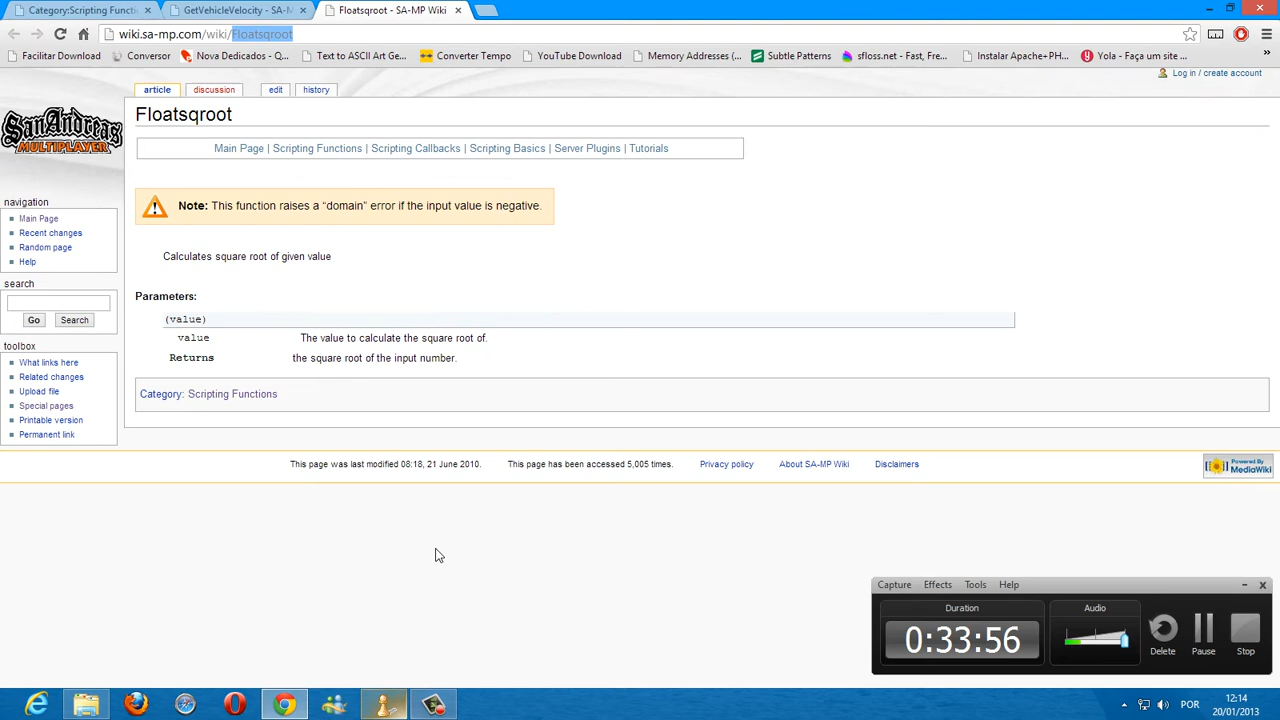 Category:Scripting Functi
GetVehicleVelocity - SA-M
Floatsqroot - SA-MP Wiki
wiki.sa-mp.com/wiki/Floatsqroot
Facilitar Download
Conversor
Nova Dedicados - Q...
Text to ASCII Art Ge...
Converter Tempo
YouTube Download
Memory Addresses (...
Subtle Patterns
sfloss.net - Fast, Fre...
Instalar Apache+PH...
Yola - Faça um site ...
Log in / create account
article
discussion
edit
history
SanAndreas
MULTIPLAYER
Floatsqroot
Main Page | Scripting Functions | Scripting Callbacks | Scripting Basics | Server Plugins | Tutorials
Note: This function raises a “domain” error if the input value is negative.
navigation
Main Page
Recent changes
Random page
Help
search
Go
Search
toolbox
What links here
Related changes
Upload file
Special pages
Printable version
Permanent link
Calculates square root of given value
Parameters:
(value)
value The value to calculate the square root of.
Returns the square root of the input number.
Category: Scripting Functions
This page was last modified 08:18, 21 June 2010.
This page has been accessed 5,005 times.
Privacy policy
About SA-MP Wiki
Disclaimers
Powered By
MediaWiki
Capture Effects Tools Help
Duration
0:33:56
Audio
Delete
Pause
Stop
POR
12:14
20/01/2013